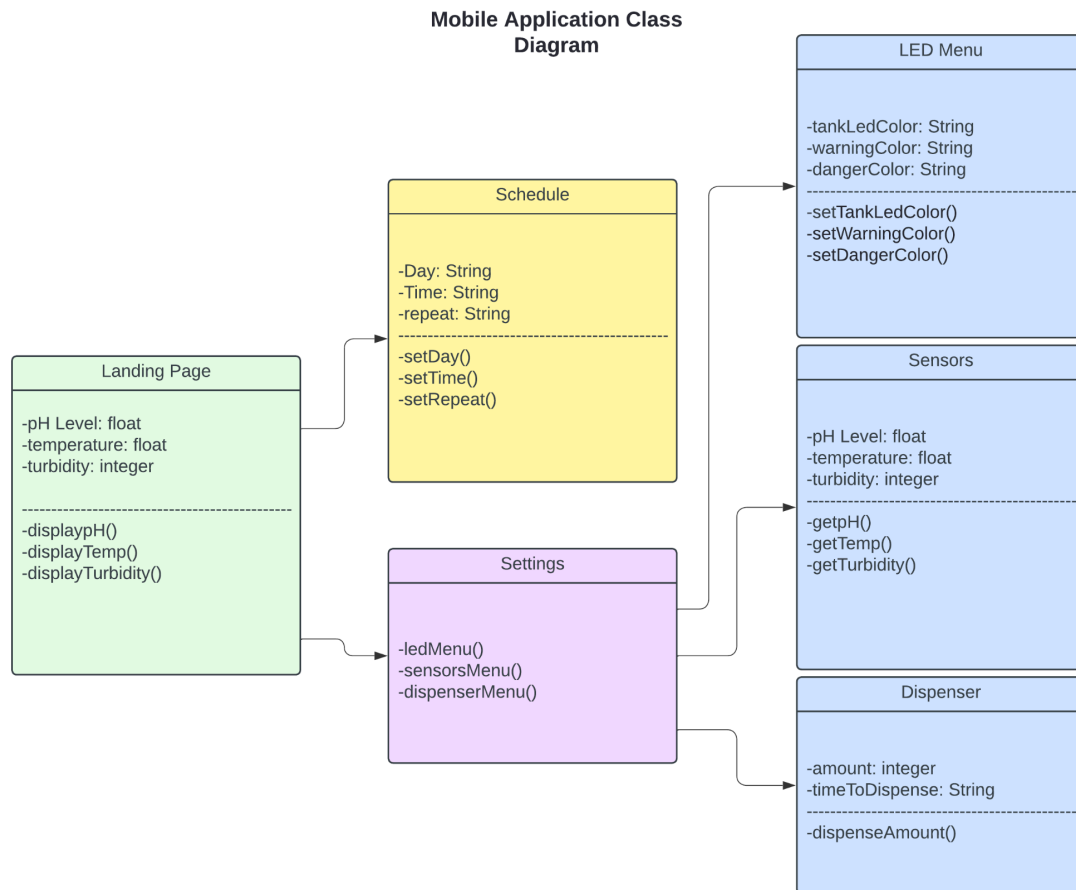 Mobile Application Class
Diagram
Landing Page
-pH Level: float
-temperature: float
-turbidity: integer
-displaypH()
-displayTemp()
-displayTurbidity()
Schedule
-Day: String
-Time: String
-repeat: String
-setDay()
-setTime()
-setRepeat()
Settings
-ledMenu()
-sensorsMenu()
-dispenserMenu()
LED Menu
-tankLedColor: String
-warningColor: String
-dangerColor: String
-setTankLedColor()
-setWarningColor()
-setDangerColor()
Sensors
-pH Level: float
-temperature: float
-turbidity: integer
-getpH()
-getTemp()
-getTurbidity()
Dispenser
-amount: integer
-timeToDispense: String
-dispenseAmount()